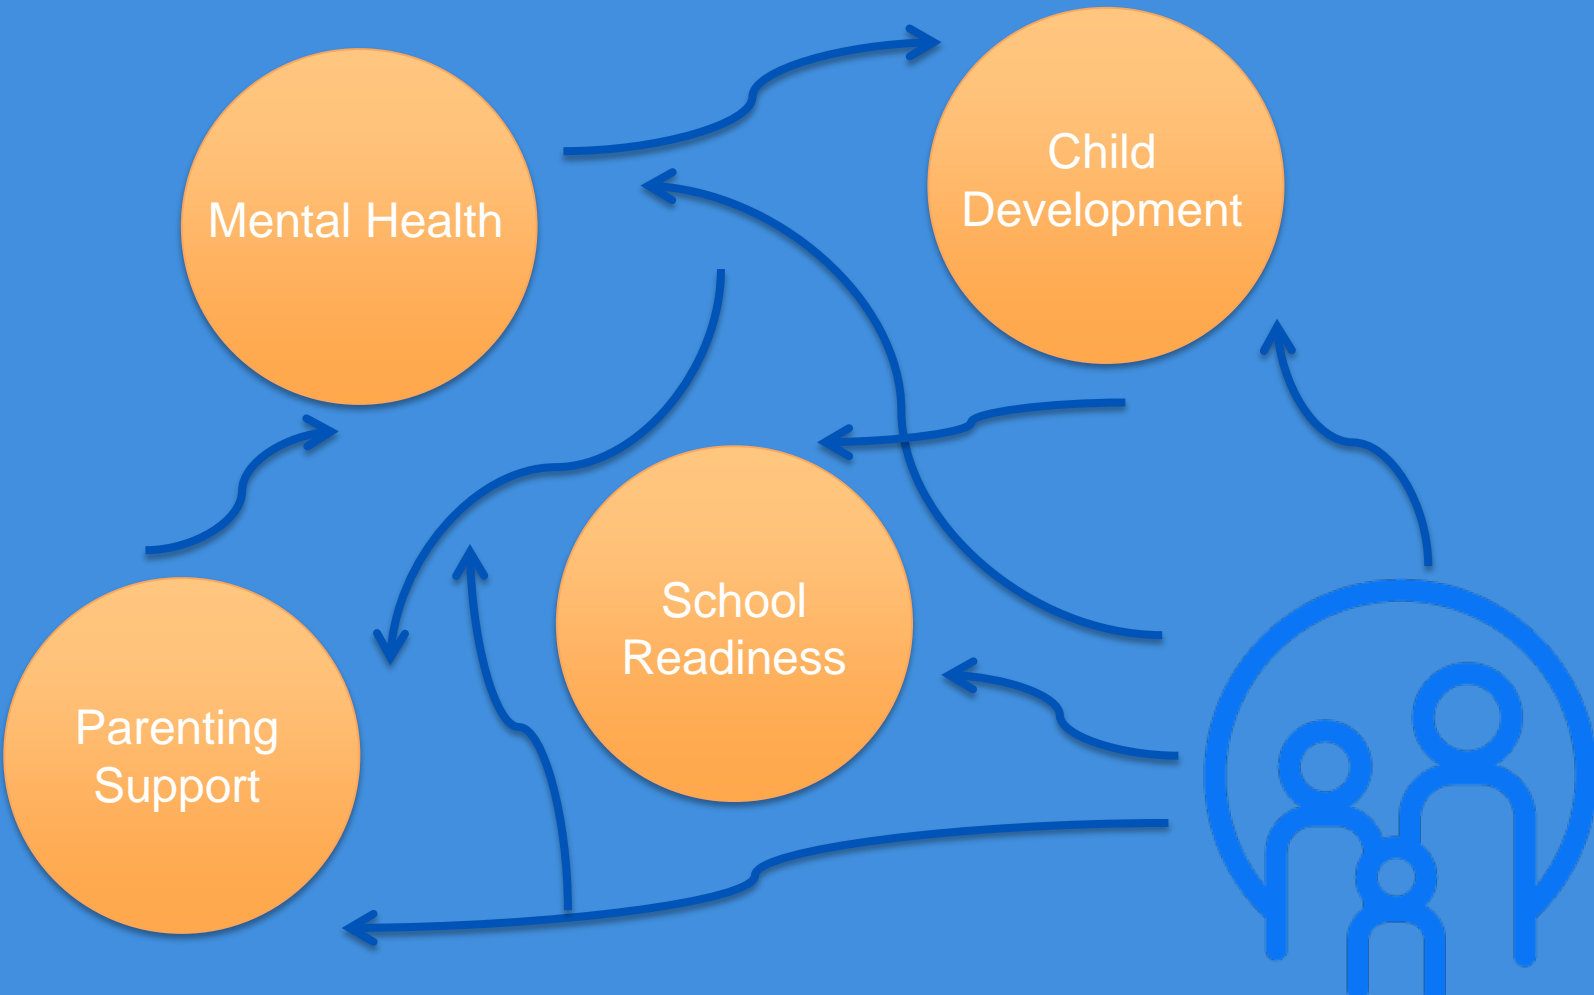 Mental Health
Child
Development
School
Readiness
Parenting
Support